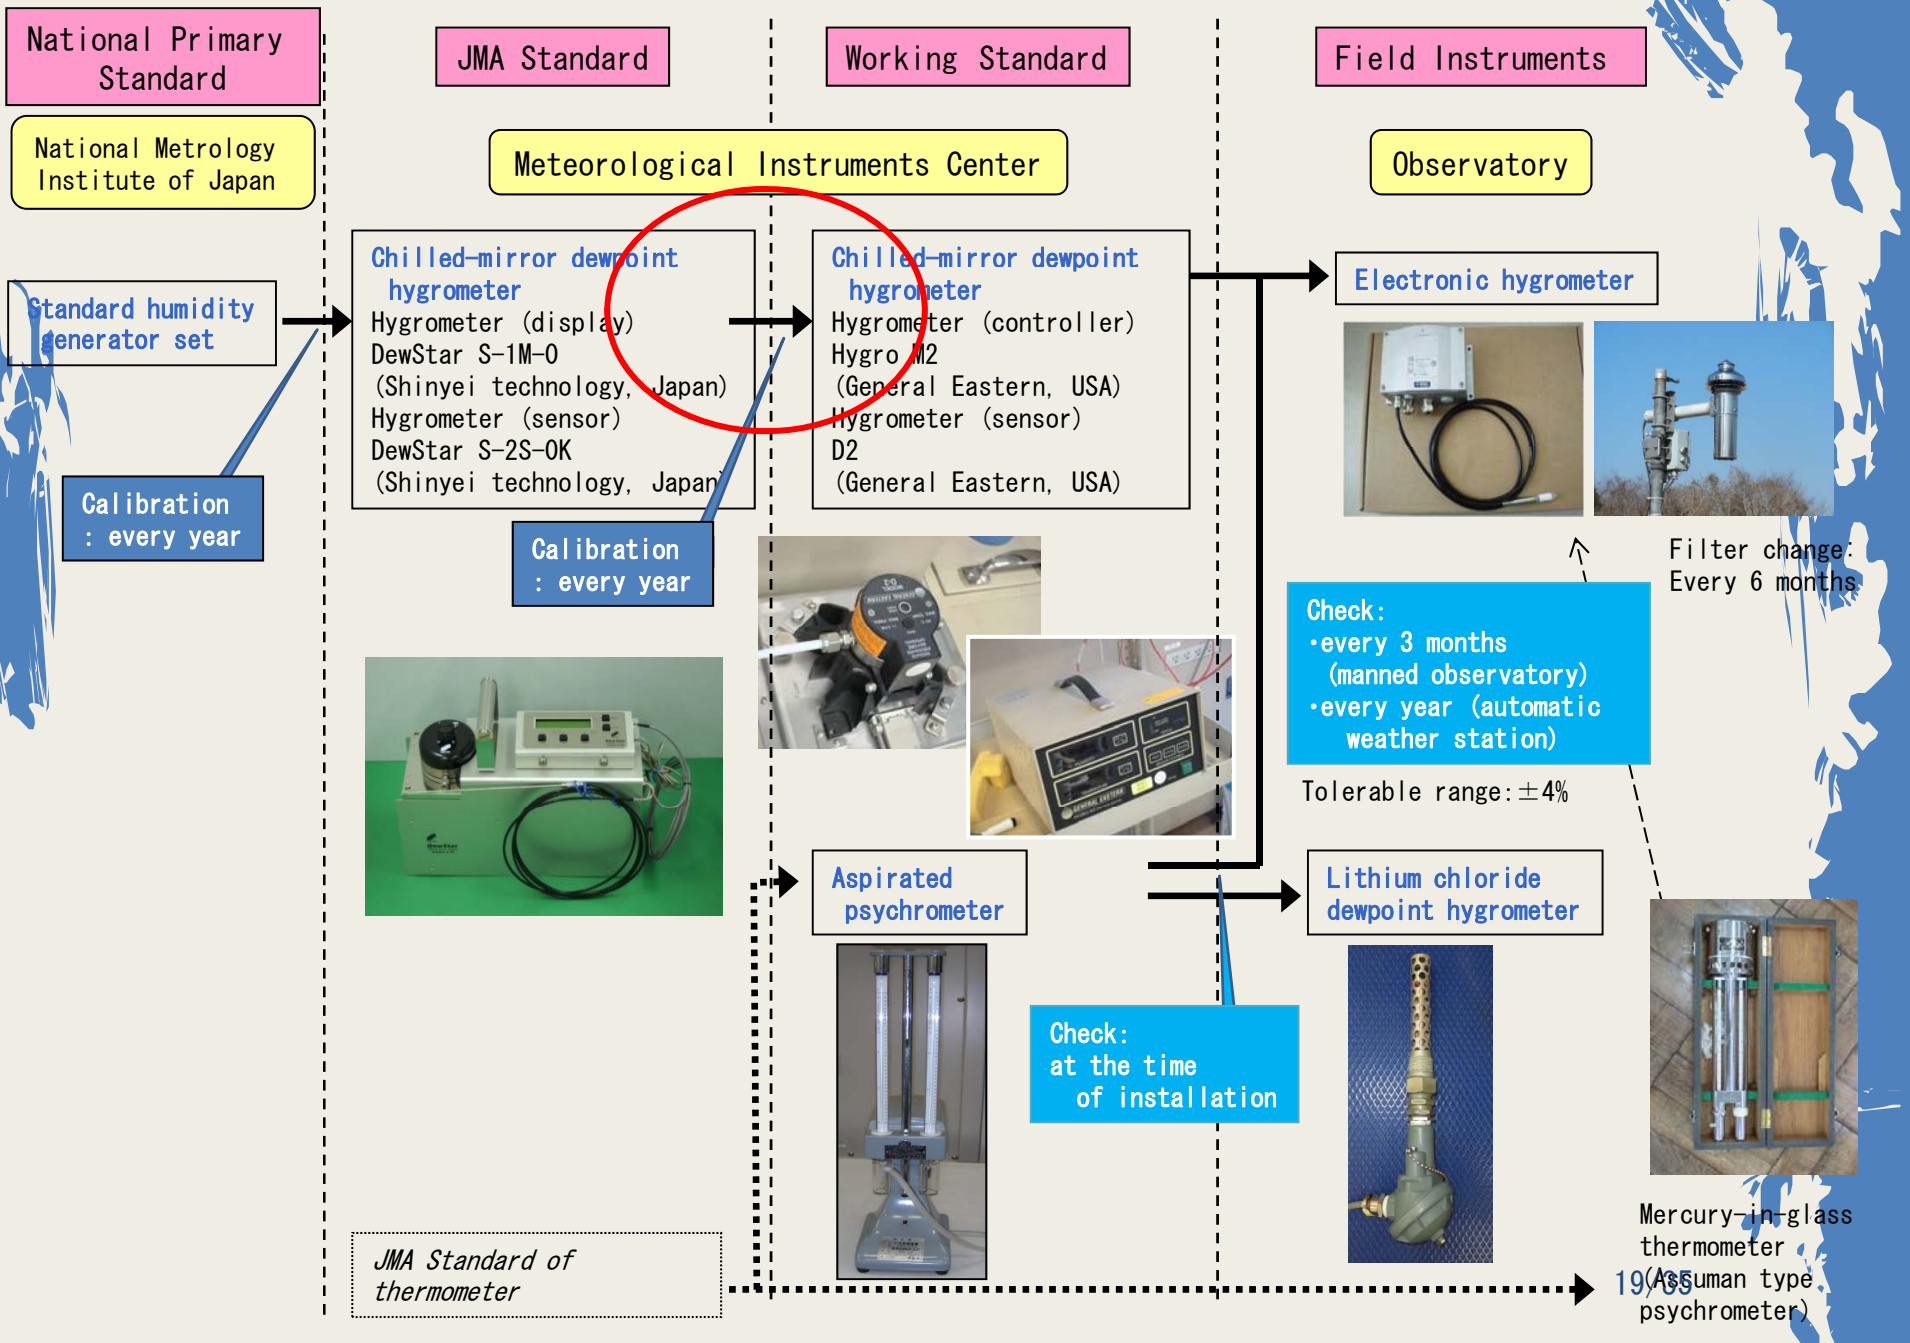 National Primary
Standard
JMA Standard
Working Standard
Field Instruments
National Metrology
Institute of Japan
Meteorological Instruments Center
Observatory
Standard humidity
generator set
Calibration
: every year
Chilled-mirror dewpoint
hygrometer
Hygrometer (display)
DewStar S-1M-0
(Shinyei technology, Japan)
Hygrometer (sensor)
DewStar S-2S-0K
(Shinyei technology, Japan)
Calibration
: every year
Chilled-mirror dewpoint
hygrometer
Hygrometer (controller)
Hygro M2
(General Eastern, USA)
Hygrometer (sensor)
D2
(General Eastern, USA)
Electronic hygrometer
Filter change:
Every 6 months
Check:
・every 3 months
(manned observatory)
・every year (automatic
weather station)
Tolerable range:±4%
DewStar
GENERAL EASTERN
MODEL
D-2
Aspirated
psychrometer
Lithium chloride
dewpoint hygrometer
Check:
at the time
of installation
JMA Standard of
thermometer
Mercury-in-glass
thermometer
(Assuman type
psychrometer)
19/35